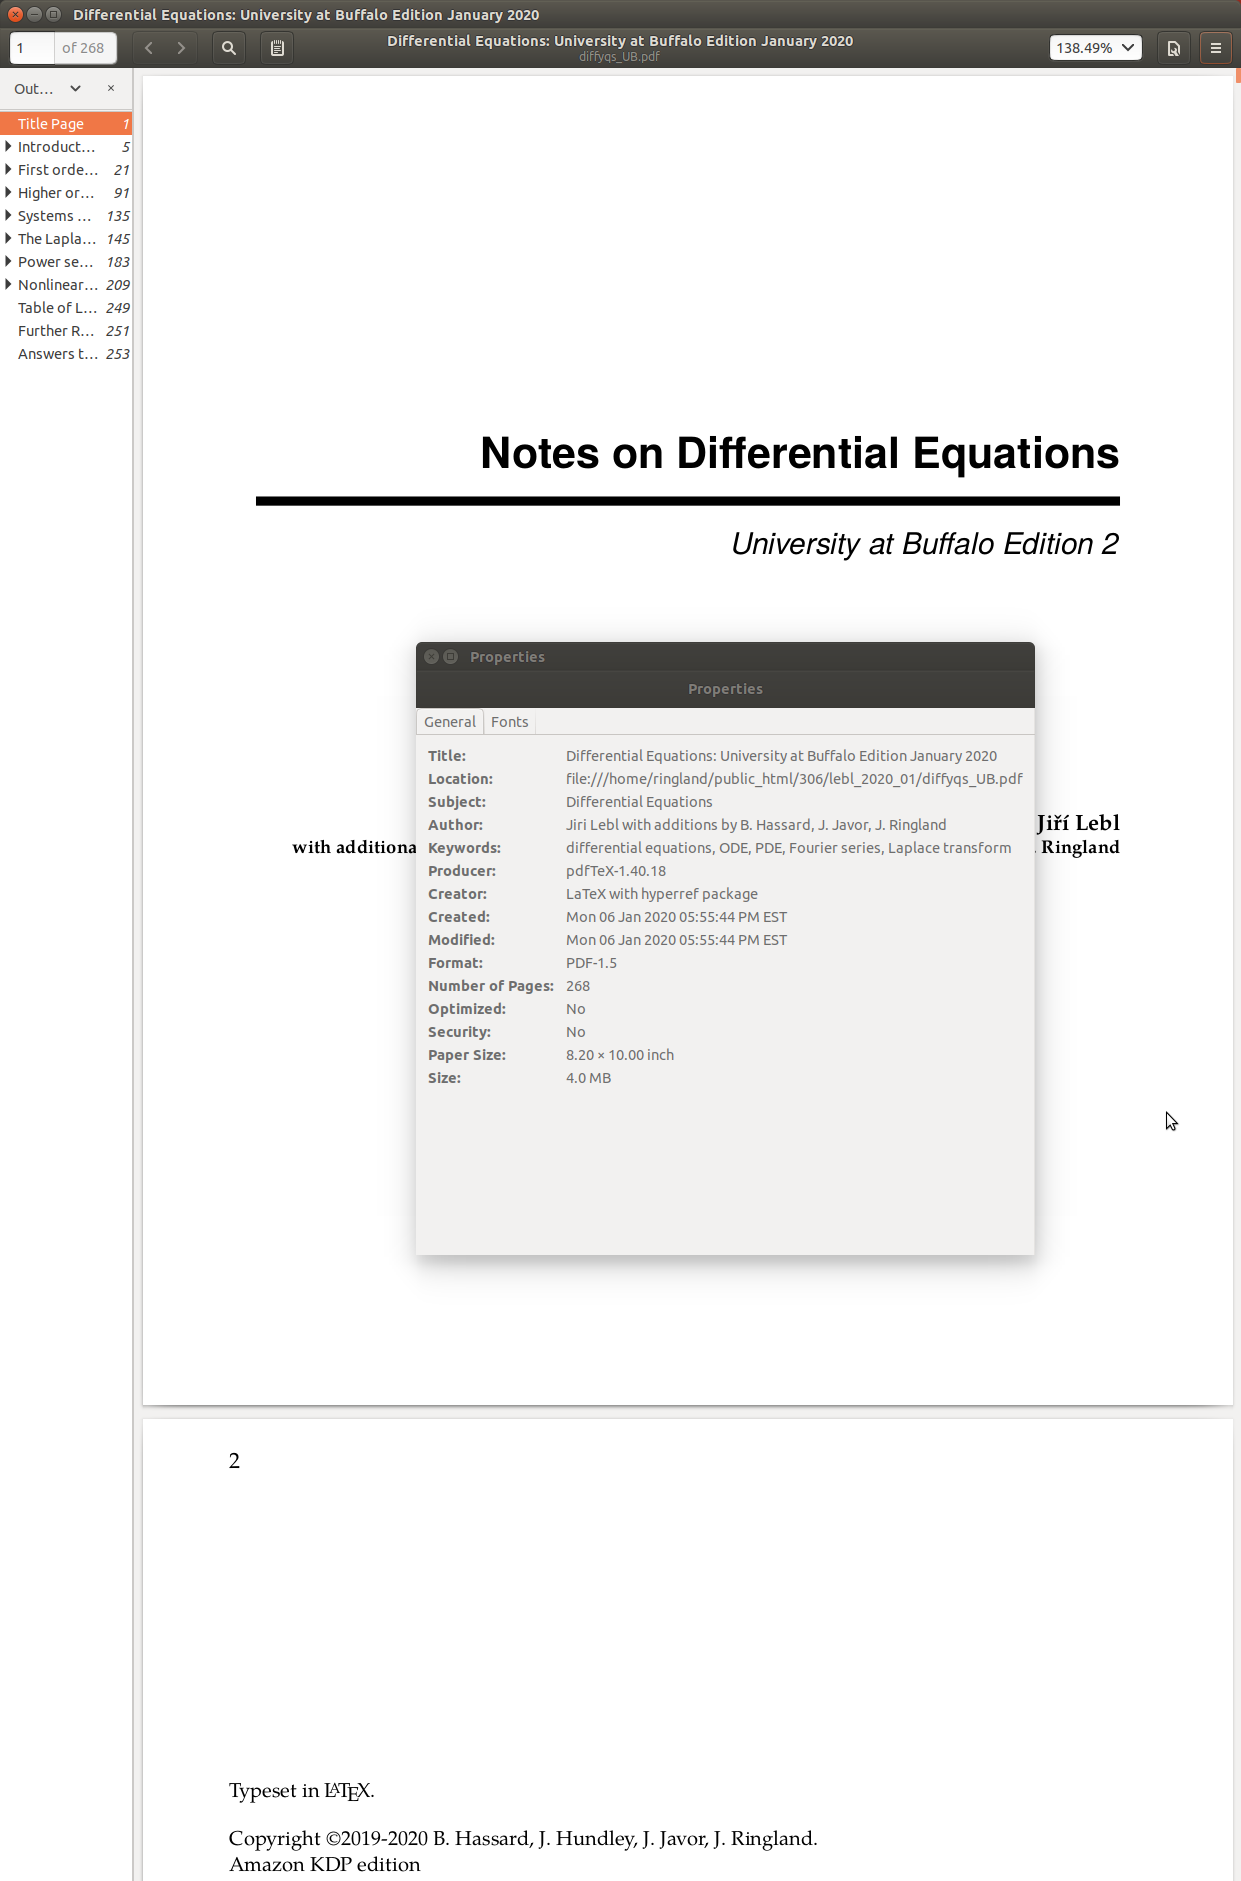 Differential Equations: University at Buffalo Edition January 2020
1 of 268
Differential Equations: University at Buffalo Edition January 2020
diffyqs_UB.pdf
138.49%
Out...
Title Page 1
Introduct... 5
First orde... 21
Higher or... 91
Systems ... 135
The Lapla... 145
Power se... 183
Nonlinear... 209
Table of L... 249
Further R... 251
Answers t... 253
Notes on Differential Equations
University at Buffalo Edition 2
Jiří Lebl
with additiona
Ringland
Properties
Properties
General Fonts
Title: Differential Equations: University at Buffalo Edition January 2020
Location: file:///home/ringland/public_html/306/lebl_2020_01/diffyqs_UB.pdf
Subject: Differential Equations
Author: Jiri Lebl with additions by B. Hassard, J. Javor, J. Ringland
Keywords: differential equations, ODE, PDE, Fourier series, Laplace transform
Producer: pdfTeX-1.40.18
Creator: LaTeX with hyperref package
Created: Mon 06 Jan 2020 05:55:44 PM EST
Modified: Mon 06 Jan 2020 05:55:44 PM EST
Format: PDF-1.5
Number of Pages: 268
Optimized: No
Security: No
Paper Size: 8.20 × 10.00 inch
Size: 4.0 MB
2
Typeset in LATEX.
Copyright ©2019-2020 B. Hassard, J. Hundley, J. Javor, J. Ringland.
Amazon KDP edition